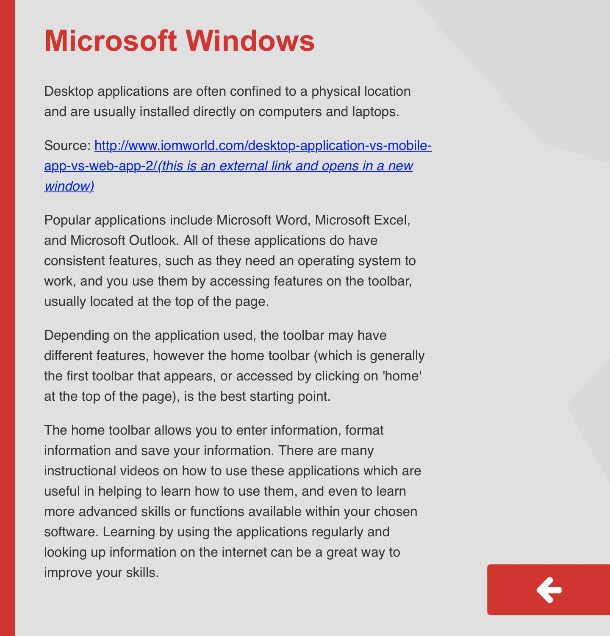 Microsoft Windows
Desktop applications are often confined to a physical location
and are usually installed directly on computers and laptops.
Source: http://www.iomworld.com/desktop-application-vs-mobile-
app-vs-web-app-2/(this is an external link and opens in a new
window)
Popular applications include Microsoft Word, Microsoft Excel,
and Microsoft Outlook. All of these applications do have
consistent features, such as they need an operating system to
work, and you use them by accessing features on the toolbar,
usually located at the top of the page.
Depending on the application used, the toolbar may have
different features, however the home toolbar (which is generally
the first toolbar that appears, or accessed by clicking on 'home'
at the top of the page), is the best starting point.
The home toolbar allows you to enter information, format
information and save your information. There are many
instructional videos on how to use these applications which are
useful in helping to learn how to use them, and even to learn
more advanced skills or functions available within your chosen
software. Learning by using the applications regularly and
looking up information on the internet can be a great way to
improve your skills.